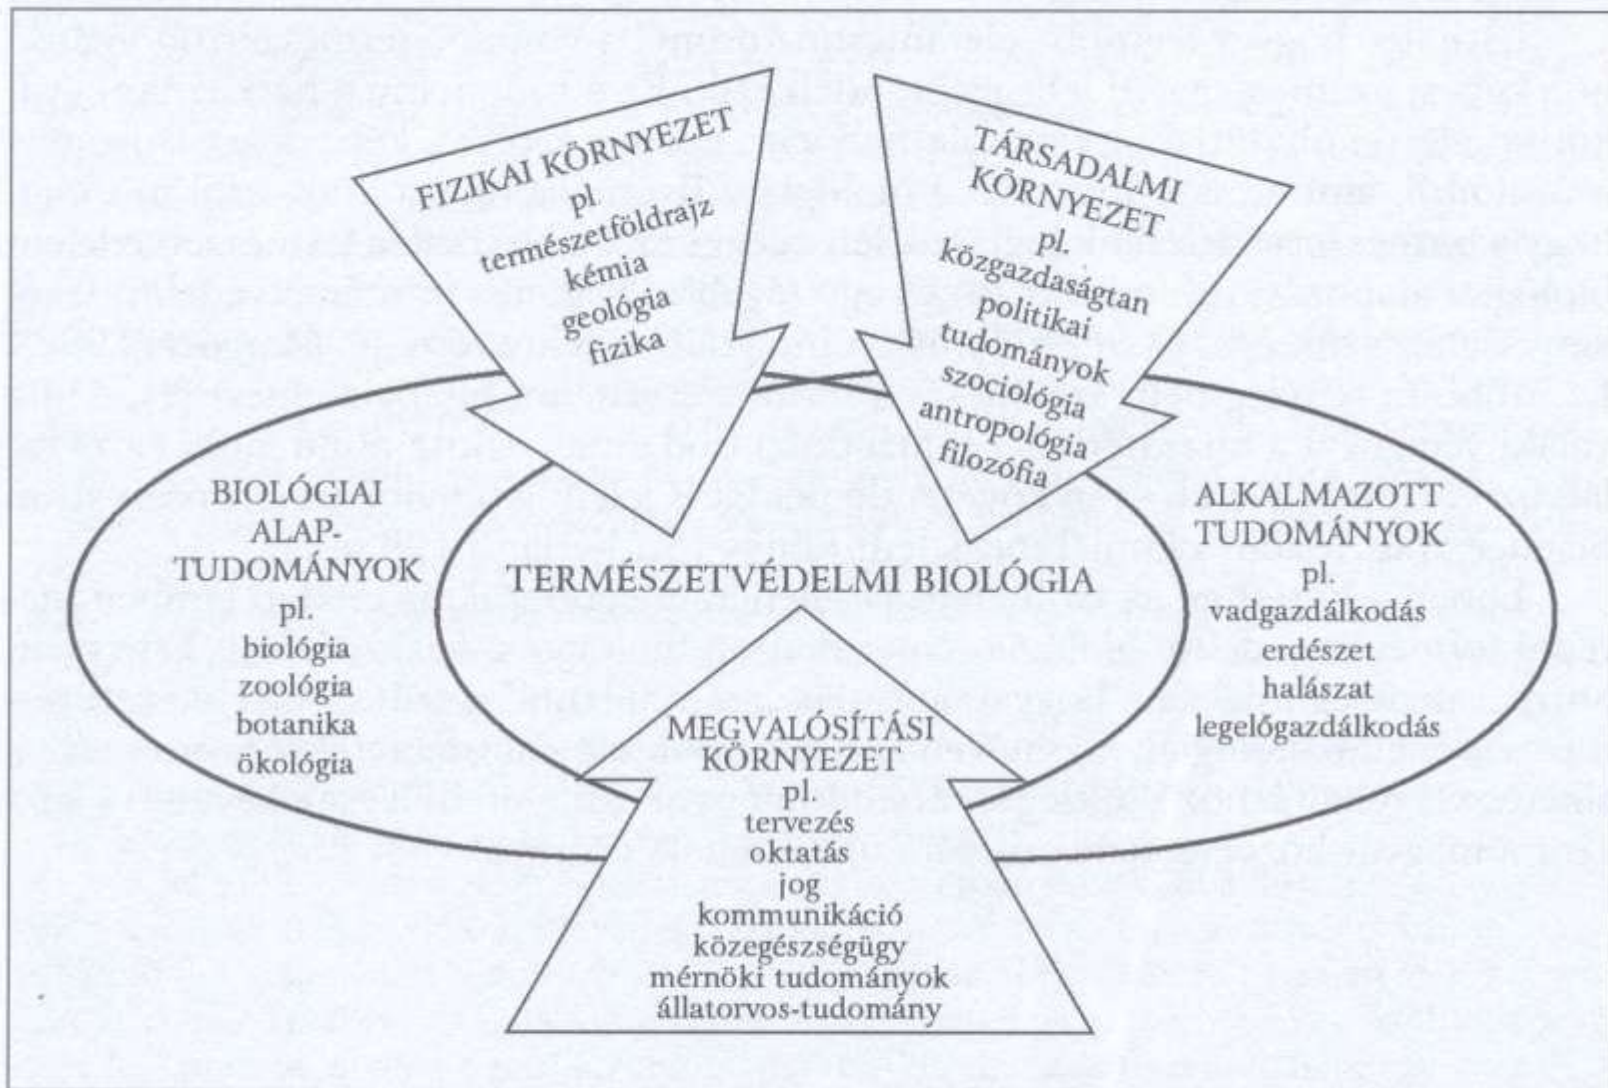 FIZIKAI KÖRNYEZET
pl
természetföldrajz
kémia
geológia
fizika
TÁRSADALMI
KÖRNYEZET
pl.
közgazdaságtan
politikai
tudományok
szociológia
antropológia
filozófia
BIOLÓGIAI
ALAP-
TUDOMÁNYOK
pl.
biológia
zoológia
botanika
ökológia
TERMÉSZETVÉDELMI BIOLÓGIA
ALKALMAZOTT
TUDOMÁNYOK
pl.
vadgazdálkodás
erdészet
halászat
legelőgazdálkodás
MEGVALÓSÍTÁSI
KÖRNYEZET
pl.
tervezés
oktatás
jog
kommunikáció
közegészségügy
mérnöki tudományok
állatorvos-tudomány